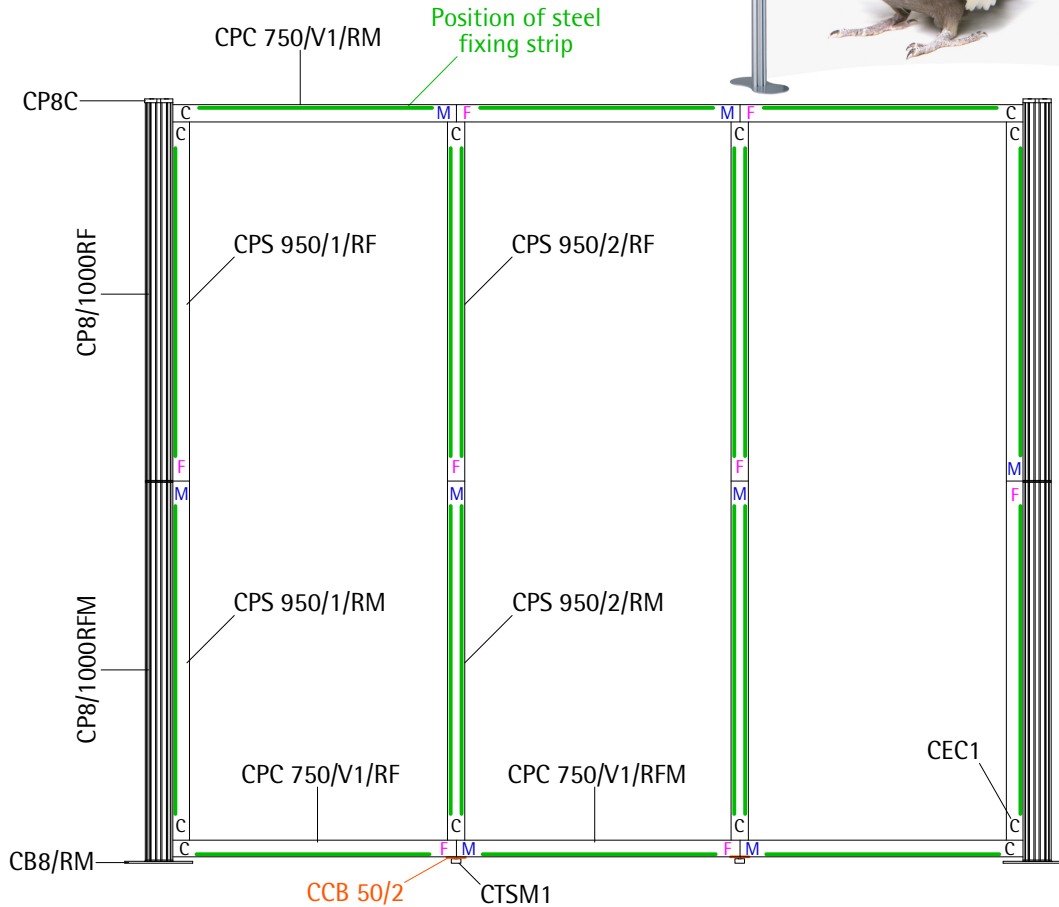 Position of steel
fixing strip
CPC 750/V1/RM
CP8C
C M F M F C
C C C C
CPS 950/1/RF
CPS 950/2/RF
CP8/1000RF
F F F M
M M M F
CPS 950/1/RM
CPS 950/2/RM
CP8/1000RFM
CEC1
CPC 750/V1/RF
CPC 750/V1/RFM
C C C C
C F M F M C
CB8/RM
CCB 50/2
CTSM1